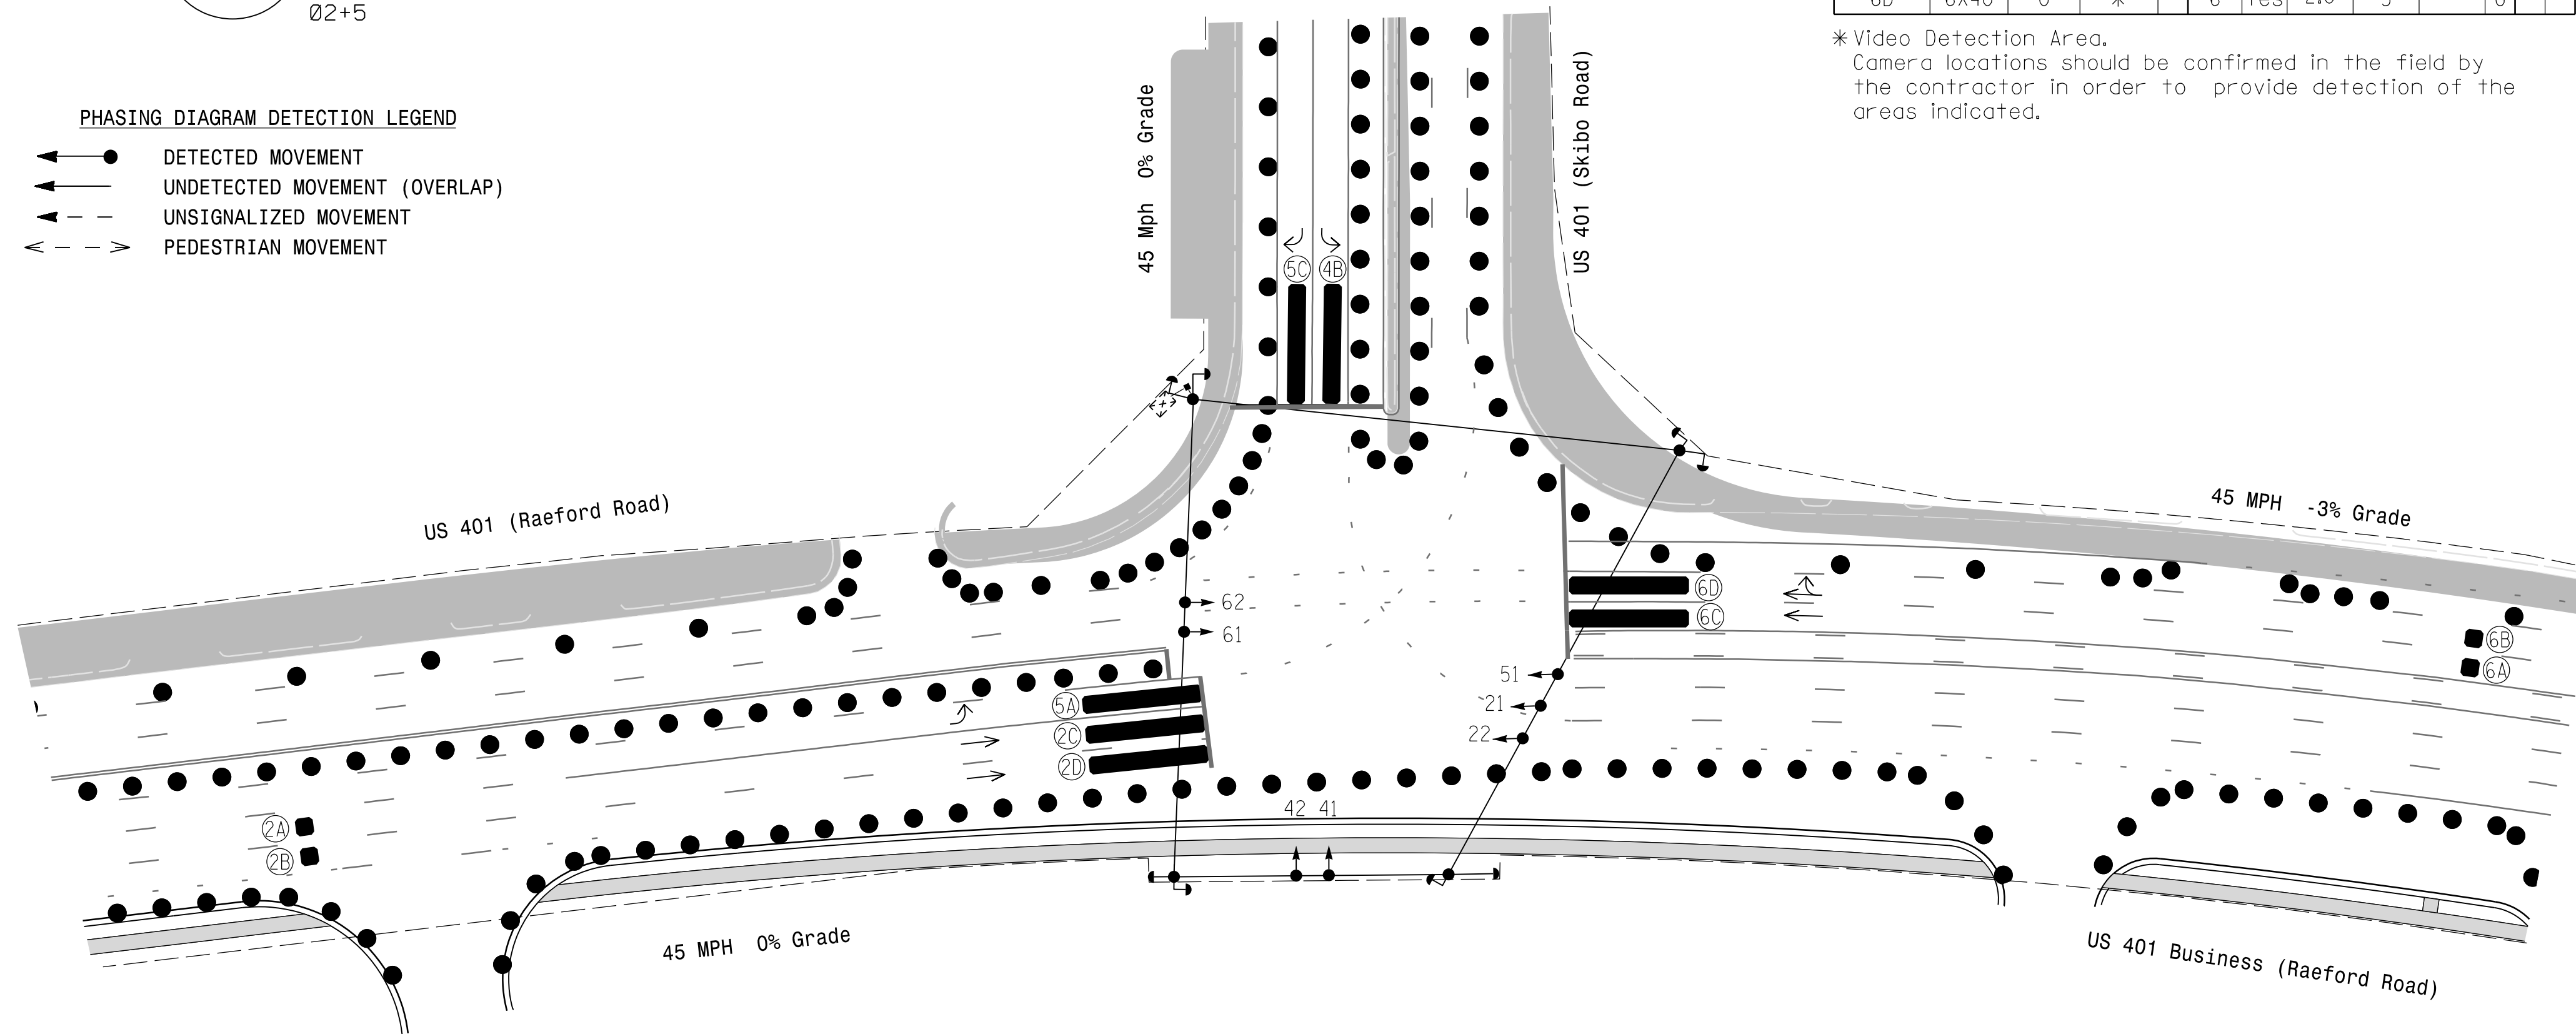 Ø2+5
PHASING DIAGRAM DETECTION LEGEND
DETECTED MOVEMENT
UNDETECTED MOVEMENT (OVERLAP)
UNSIGNALIZED MOVEMENT
PEDESTRIAN MOVEMENT
* Video Detection Area.
Camera locations should be confirmed in the field by
the contractor in order to provide detection of the
areas indicated.
45 Mph 0% Grade
US 401 (Skibo Road)
5C 4B
US 401 (Raeford Road)
45 MPH -3% Grade
62
61
6D
6C
6B
6A
51
21
22
5A
2C
2D
42 41
2A
2B
45 MPH 0% Grade
US 401 Business (Raeford Road)